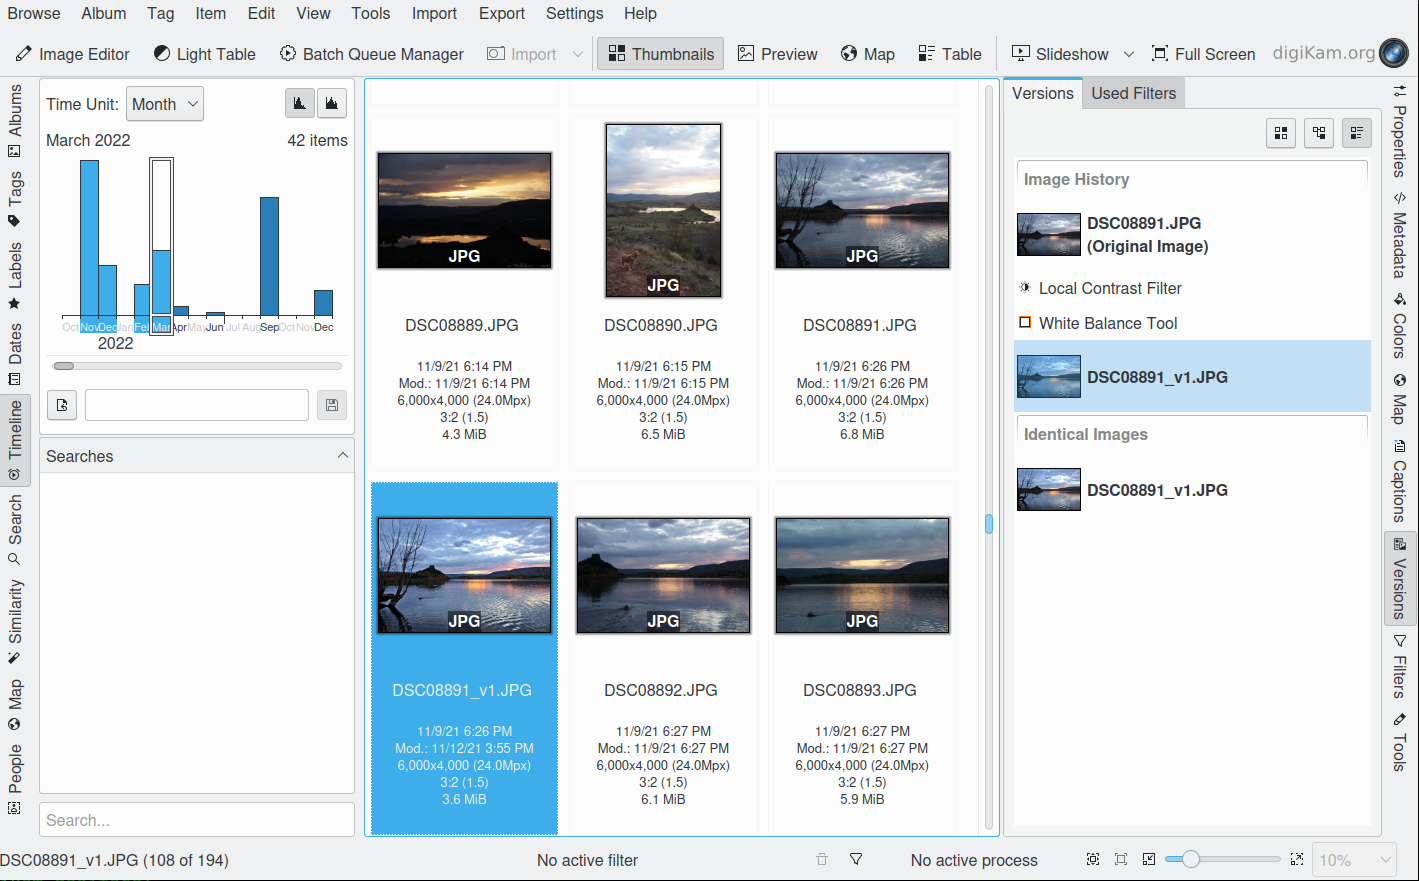 Browse Album Tag Item Edit View Tools Import Export Settings Help
Image Editor Light Table Batch Queue Manager Import Thumbnails Preview Map Table Slideshow Full Screen digiKam.org
Albums
Tags
Labels
Dates
Timeline
Search
Similarity
Map
People
Time Unit: Month
March 2022 42 items
Oct Nov Dec Jan Feb Mar Apr May Jun Jul Aug Sep Oct Nov Dec
2022
Searches
Search...
JPG JPG JPG
DSC08889.JPG DSC08890.JPG DSC08891.JPG
11/9/21 6:14 PM 11/9/21 6:15 PM 11/9/21 6:26 PM
Mod.: 11/9/21 6:14 PM Mod.: 11/9/21 6:15 PM Mod.: 11/9/21 6:26 PM
6,000x4,000 (24.0Mpx) 6,000x4,000 (24.0Mpx) 6,000x4,000 (24.0Mpx)
3:2 (1.5) 3:2 (1.5) 3:2 (1.5)
4.3 MiB 6.5 MiB 6.8 MiB
JPG JPG JPG
DSC08891_v1.JPG DSC08892.JPG DSC08893.JPG
11/9/21 6:26 PM 11/9/21 6:27 PM 11/9/21 6:27 PM
Mod.: 11/12/21 3:55 PM Mod.: 11/9/21 6:27 PM Mod.: 11/9/21 6:27 PM
6,000x4,000 (24.0Mpx) 6,000x4,000 (24.0Mpx) 6,000x4,000 (24.0Mpx)
3:2 (1.5) 3:2 (1.5) 3:2 (1.5)
3.6 MiB 6.1 MiB 5.9 MiB
Versions Used Filters
Image History
DSC08891.JPG
(Original Image)
Local Contrast Filter
White Balance Tool
DSC08891_v1.JPG
Identical Images
DSC08891_v1.JPG
Properties
Metadata
Colors
Map
Captions
Versions
Filters
Tools
DSC08891_v1.JPG (108 of 194) No active filter No active process 10%